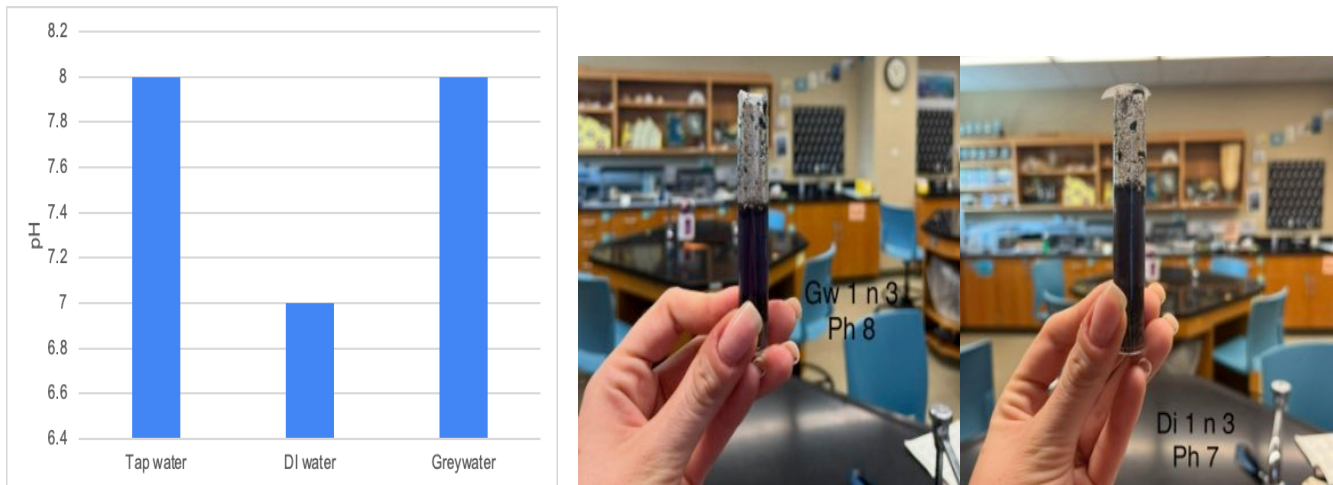 8.2
8
7.8
7.6
7.4
7.2
7
6.8
6.6
6.4
pH
Tap water
DI water
Greywater
Gw 1 n 3
Ph 8
Di 1 n 3
Ph 7